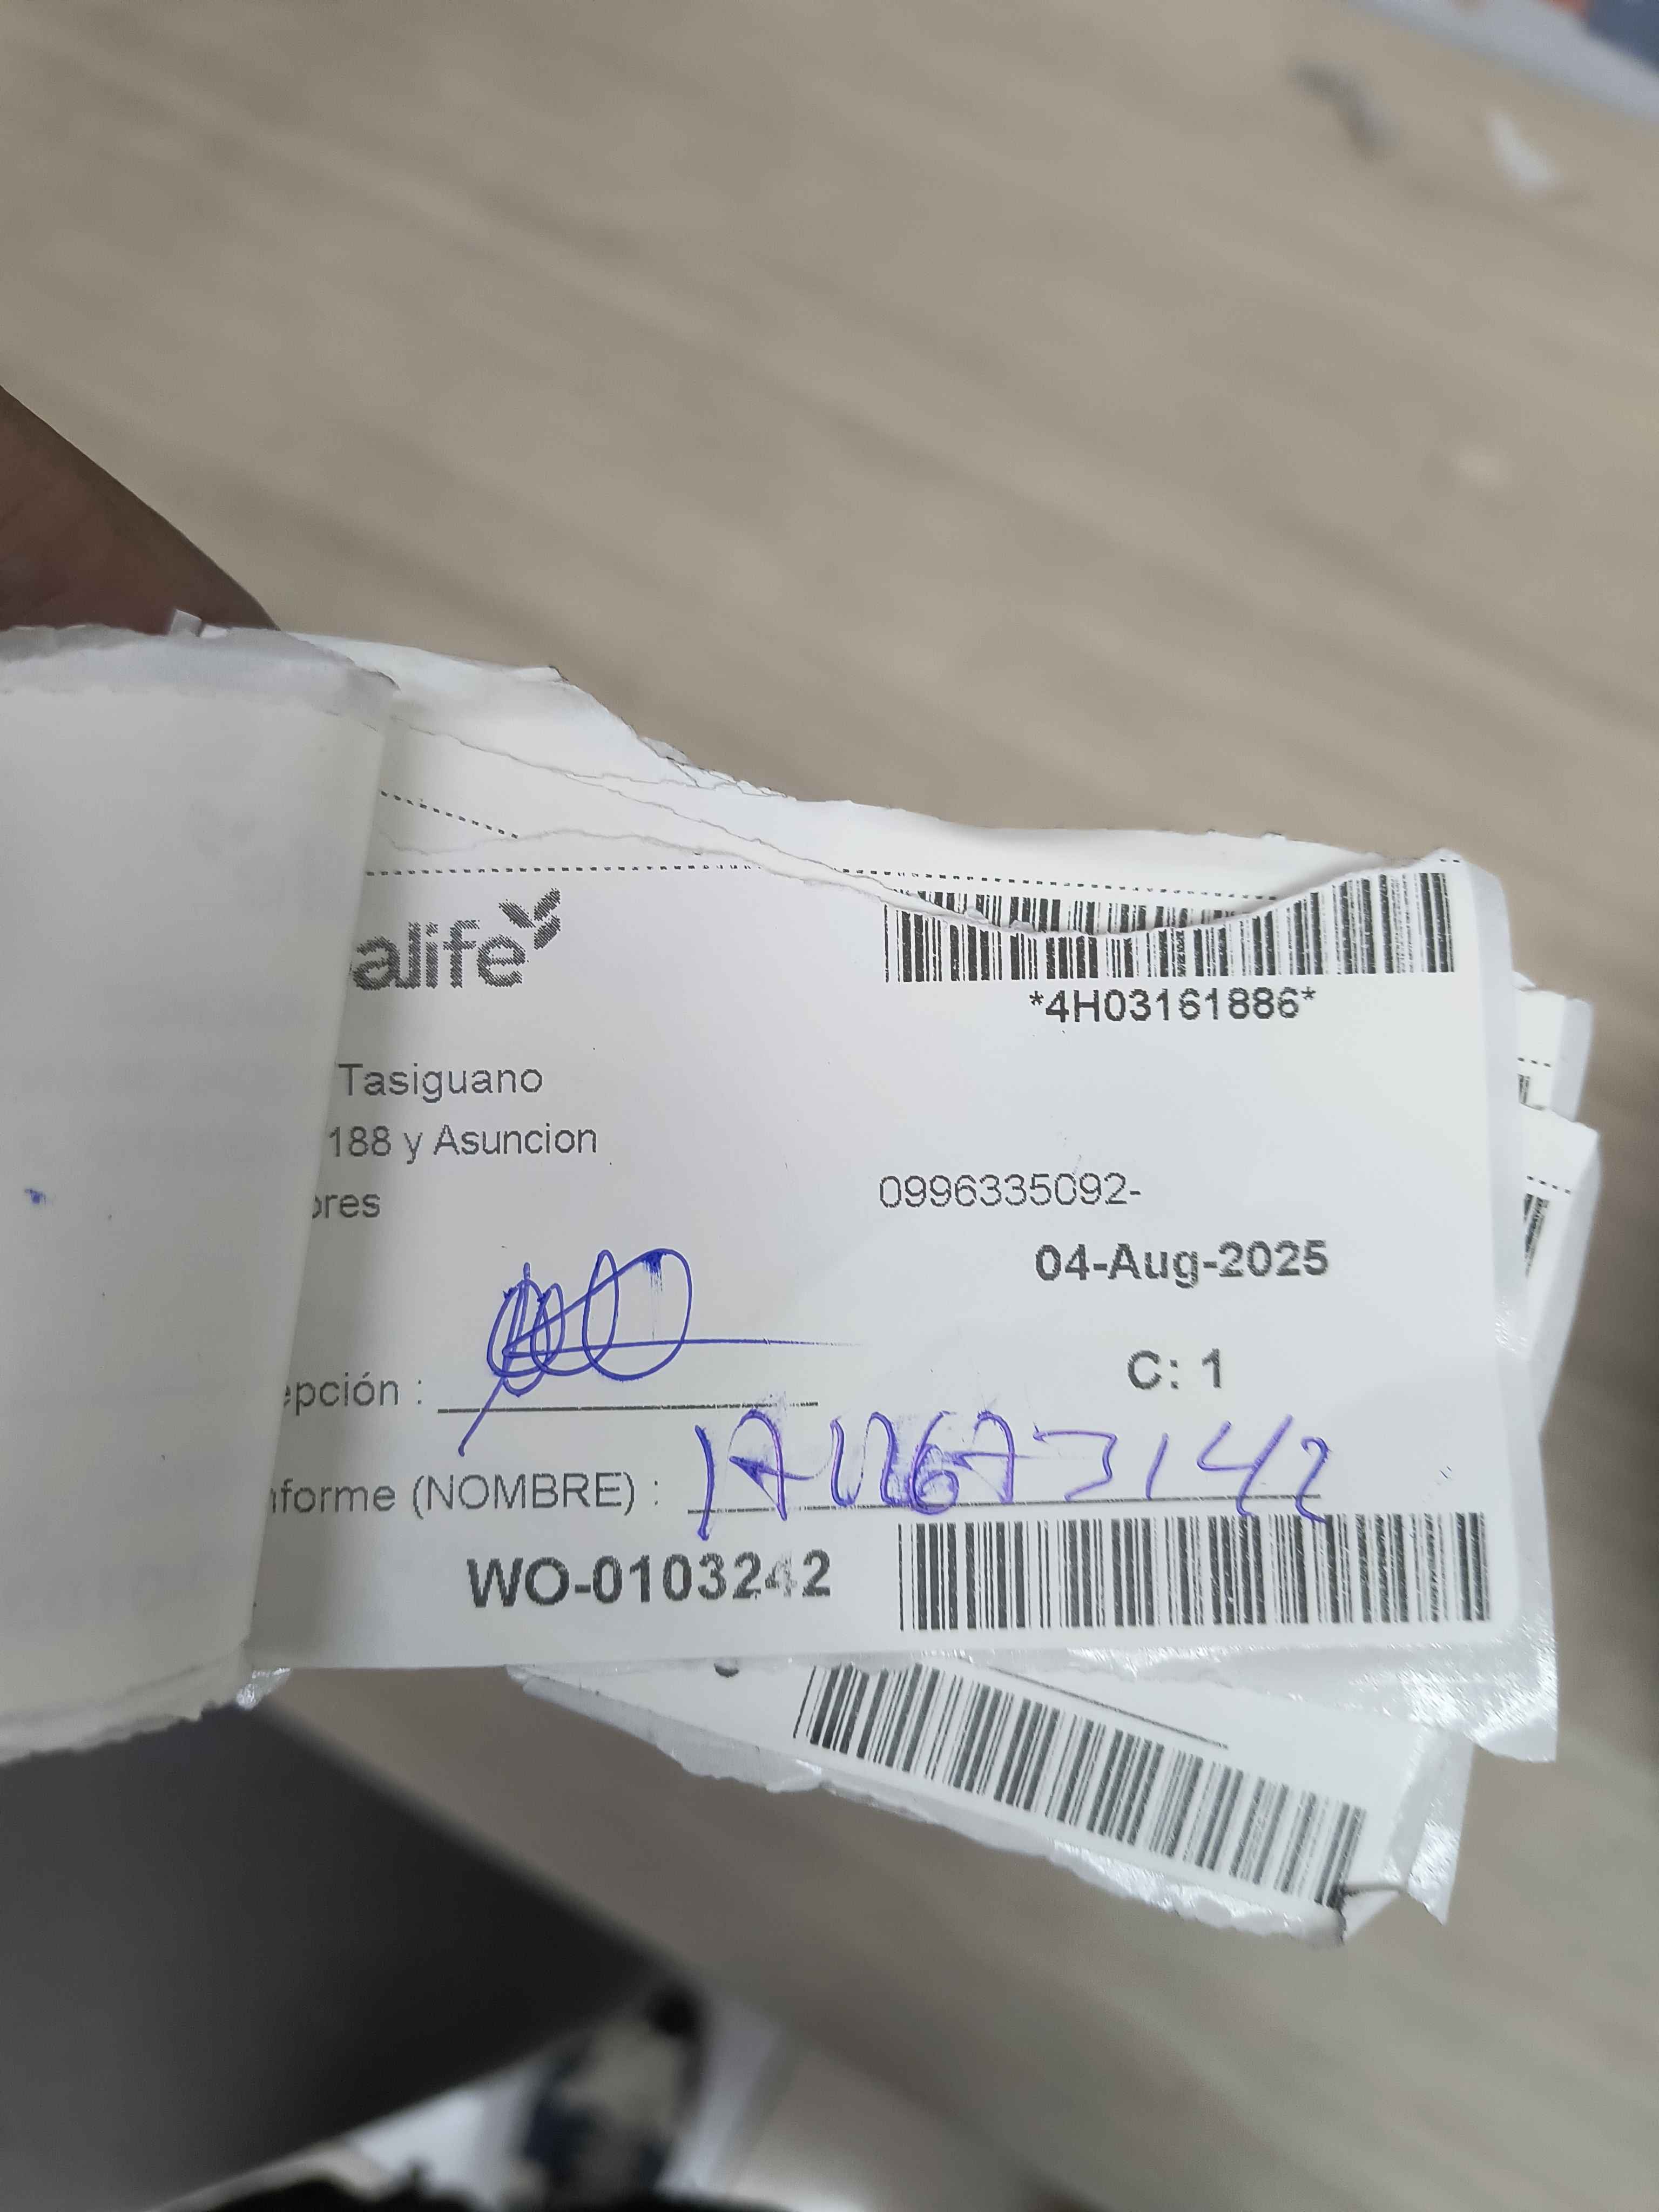 alife
*4H03161886*
Tasiguano
188 y Asuncion
ores
0996335092-
04-Aug-2025
epción :
C: 1
nforme (NOMBRE) :
WO-0103242